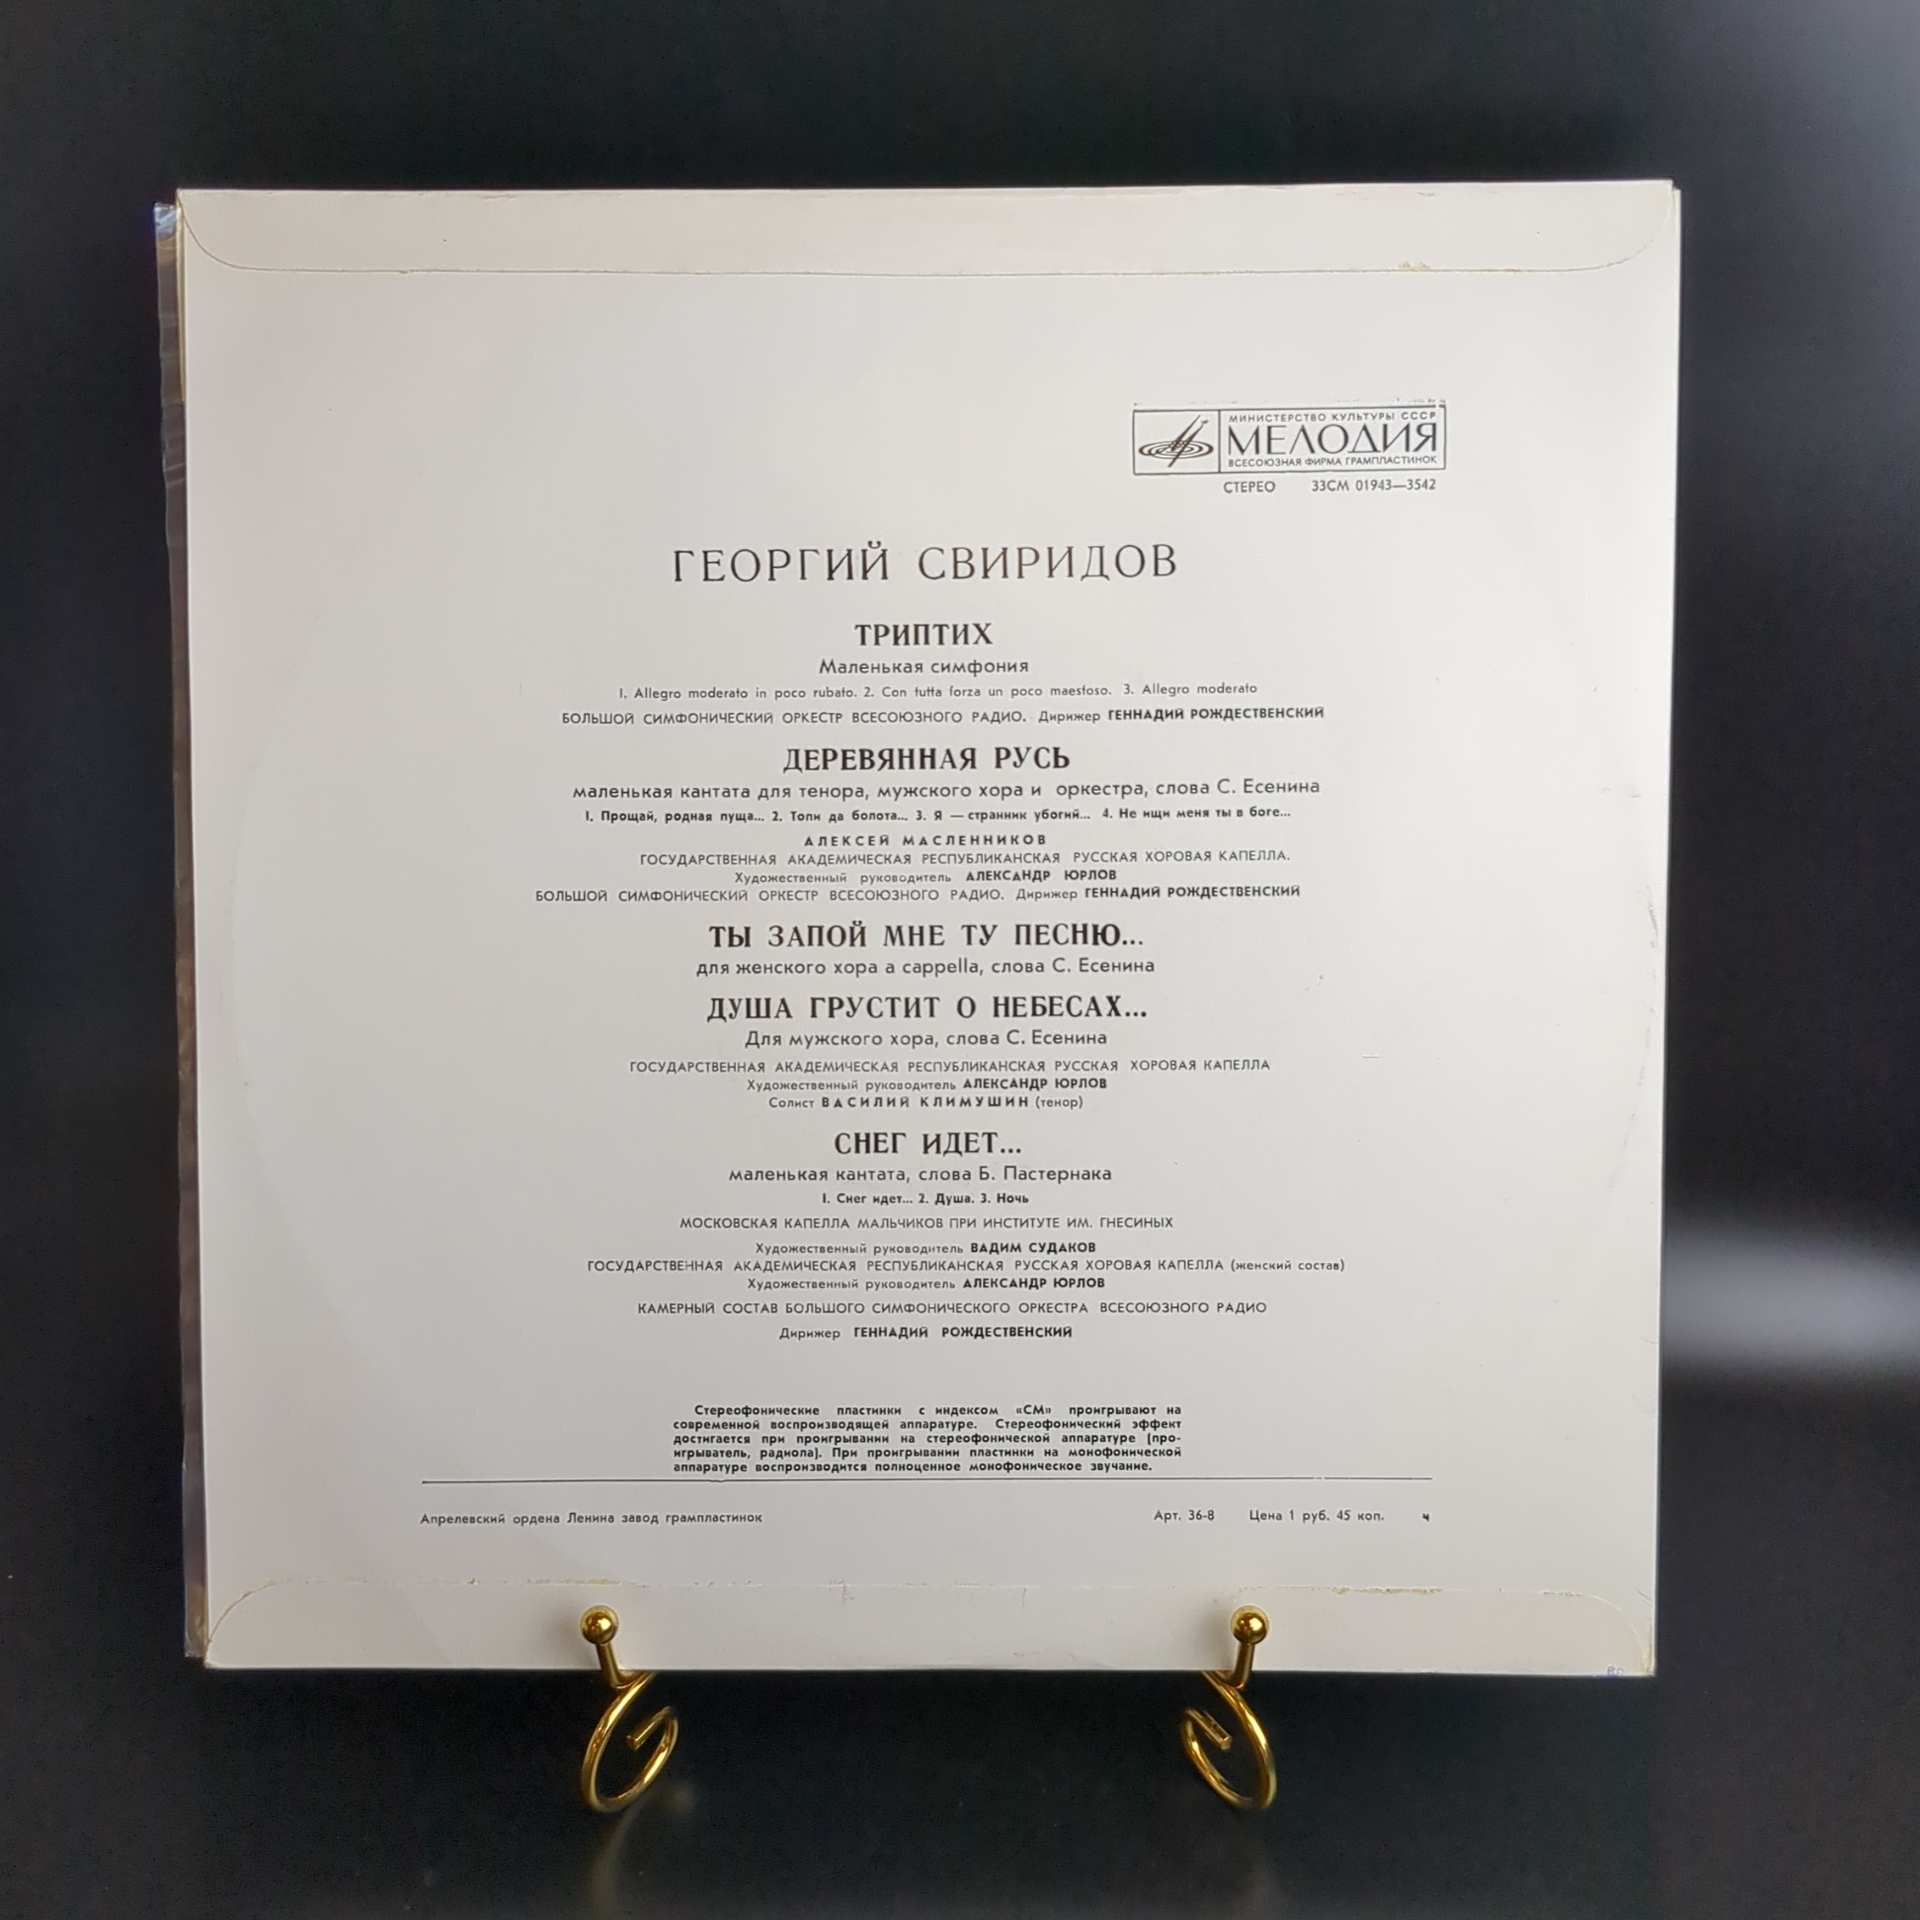 МИНИСТЕРСТВО КУЛЬТУРЫ СССР
МЕЛОДИЯ
ВСЕСОЮЗНАЯ ФИРМА ГРАМПЛАСТИНОК
СТЕРЕО 33СМ 01943—3542
ГЕОРГИЙ СВИРИДОВ
ТРИПТИХ
Маленькая симфония
1. Allegro moderato in poco rubato. 2. Con tutta forza un poco maestoso. 3. Allegro moderato
БОЛЬШОЙ СИМФОНИЧЕСКИЙ ОРКЕСТР ВСЕСОЮЗНОГО РАДИО. Дирижер ГЕННАДИЙ РОЖДЕСТВЕНСКИЙ
ДЕРЕВЯННАЯ РУСЬ
маленькая кантата для тенора, мужского хора и оркестра, слова С. Есенина
1. Прощай, родная пуща... 2. Топи да болота... 3. Я — странник убогий... 4. Не ищи меня ты в боге...
АЛЕКСЕЙ МАСЛЕННИКОВ
ГОСУДАРСТВЕННАЯ АКАДЕМИЧЕСКАЯ РЕСПУБЛИКАНСКАЯ РУССКАЯ ХОРОВАЯ КАПЕЛЛА.
Художественный руководитель АЛЕКСАНДР ЮРЛОВ
БОЛЬШОЙ СИМФОНИЧЕСКИЙ ОРКЕСТР ВСЕСОЮЗНОГО РАДИО. Дирижер ГЕННАДИЙ РОЖДЕСТВЕНСКИЙ
ТЫ ЗАПОЙ МНЕ ТУ ПЕСНЮ...
для женского хора a cappella, слова С. Есенина
ДУША ГРУСТИТ О НЕБЕСАХ...
Для мужского хора, слова С. Есенина
ГОСУДАРСТВЕННАЯ АКАДЕМИЧЕСКАЯ РЕСПУБЛИКАНСКАЯ РУССКАЯ ХОРОВАЯ КАПЕЛЛА
Художественный руководитель АЛЕКСАНДР ЮРЛОВ
Солист ВАСИЛИЙ КЛИМУШИН (тенор)
СНЕГ ИДЕТ...
маленькая кантата, слова Б. Пастернака
1. Снег идет... 2. Душа. 3. Ночь
МОСКОВСКАЯ КАПЕЛЛА МАЛЬЧИКОВ ПРИ ИНСТИТУТЕ ИМ. ГНЕСИНЫХ
Художественный руководитель ВАДИМ СУДАКОВ
ГОСУДАРСТВЕННАЯ АКАДЕМИЧЕСКАЯ РЕСПУБЛИКАНСКАЯ РУССКАЯ ХОРОВАЯ КАПЕЛЛА (женский состав)
Художественный руководитель АЛЕКСАНДР ЮРЛОВ
КАМЕРНЫЙ СОСТАВ БОЛЬШОГО СИМФОНИЧЕСКОГО ОРКЕСТРА ВСЕСОЮЗНОГО РАДИО
Дирижер ГЕННАДИЙ РОЖДЕСТВЕНСКИЙ
Стереофонические пластинки с индексом «СМ» проигрывают на
современной воспроизводящей аппаратуре. Стереофонический эффект
достигается при проигрывании на стереофонической аппаратуре (про-
игрыватель, радиола). При проигрывании пластинки на монофонической
аппаратуре воспроизводится полноценное монофоническое звучание.
Апрелевский ордена Ленина завод грампластинок
Арт. 36-8 Цена 1 руб. 45 коп. ч